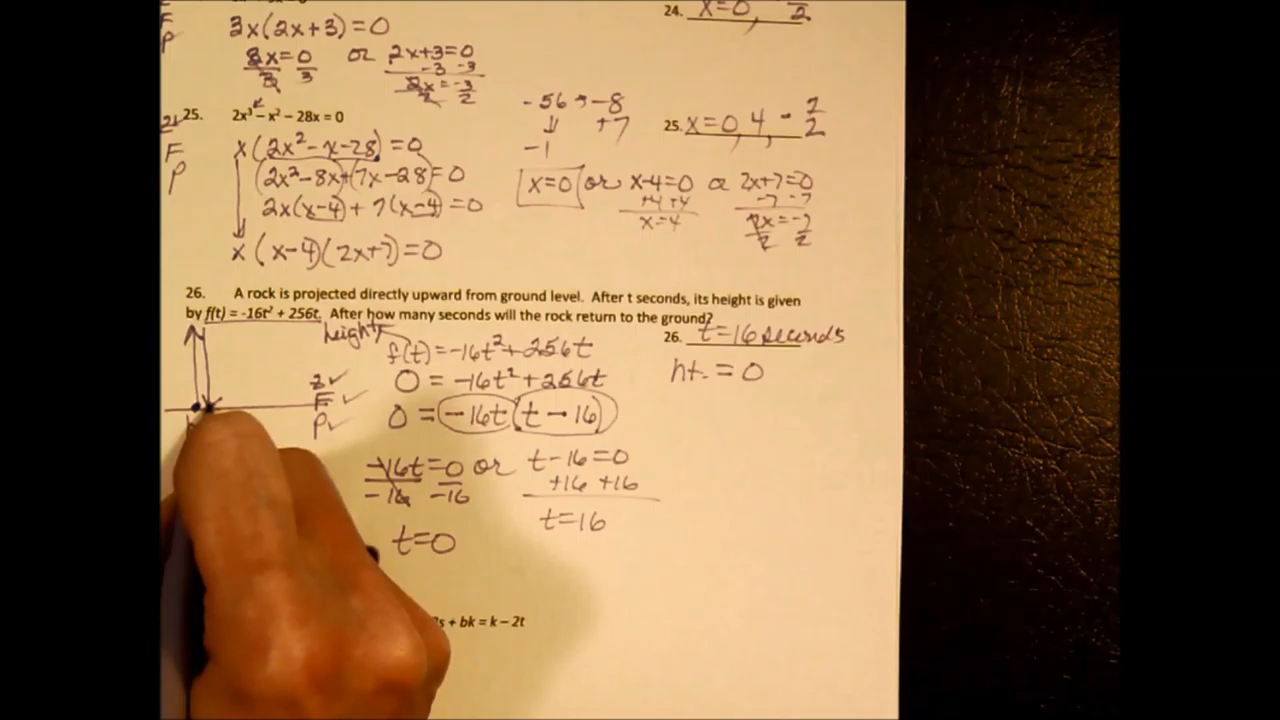 24. x=0, 2
3x(2x+3)=0
3x=0 or 2x+3=0
3 3 -3 -3
2x=-3
2 2
25. 2x³ – x² – 28x = 0
-56 -8
+7
-1
25. x=0, 4, -7/2
F
P
x(2x²-x-28)=0
(2x²-8x)+(7x-28)=0
2x(x-4)+7(x-4)=0
x(x-4)(2x+7)=0
x=0 or x-4=0 or 2x+7=0
+4 +4 -7 -7
x=4 2x=-7
2 2
26. A rock is projected directly upward from ground level. After t seconds, its height is given
by f(t) = -16t² + 256t. After how many seconds will the rock return to the ground?
26. t=16 seconds
ht. = 0
height
f(t)=-16t²+256t
0=-16t²+256t
0=-16t(t-16)
Z✓
F✓
P✓
-16t=0 or t-16=0
-16 -16 +16 +16
t=0 t=16
s + bk = k – 2t